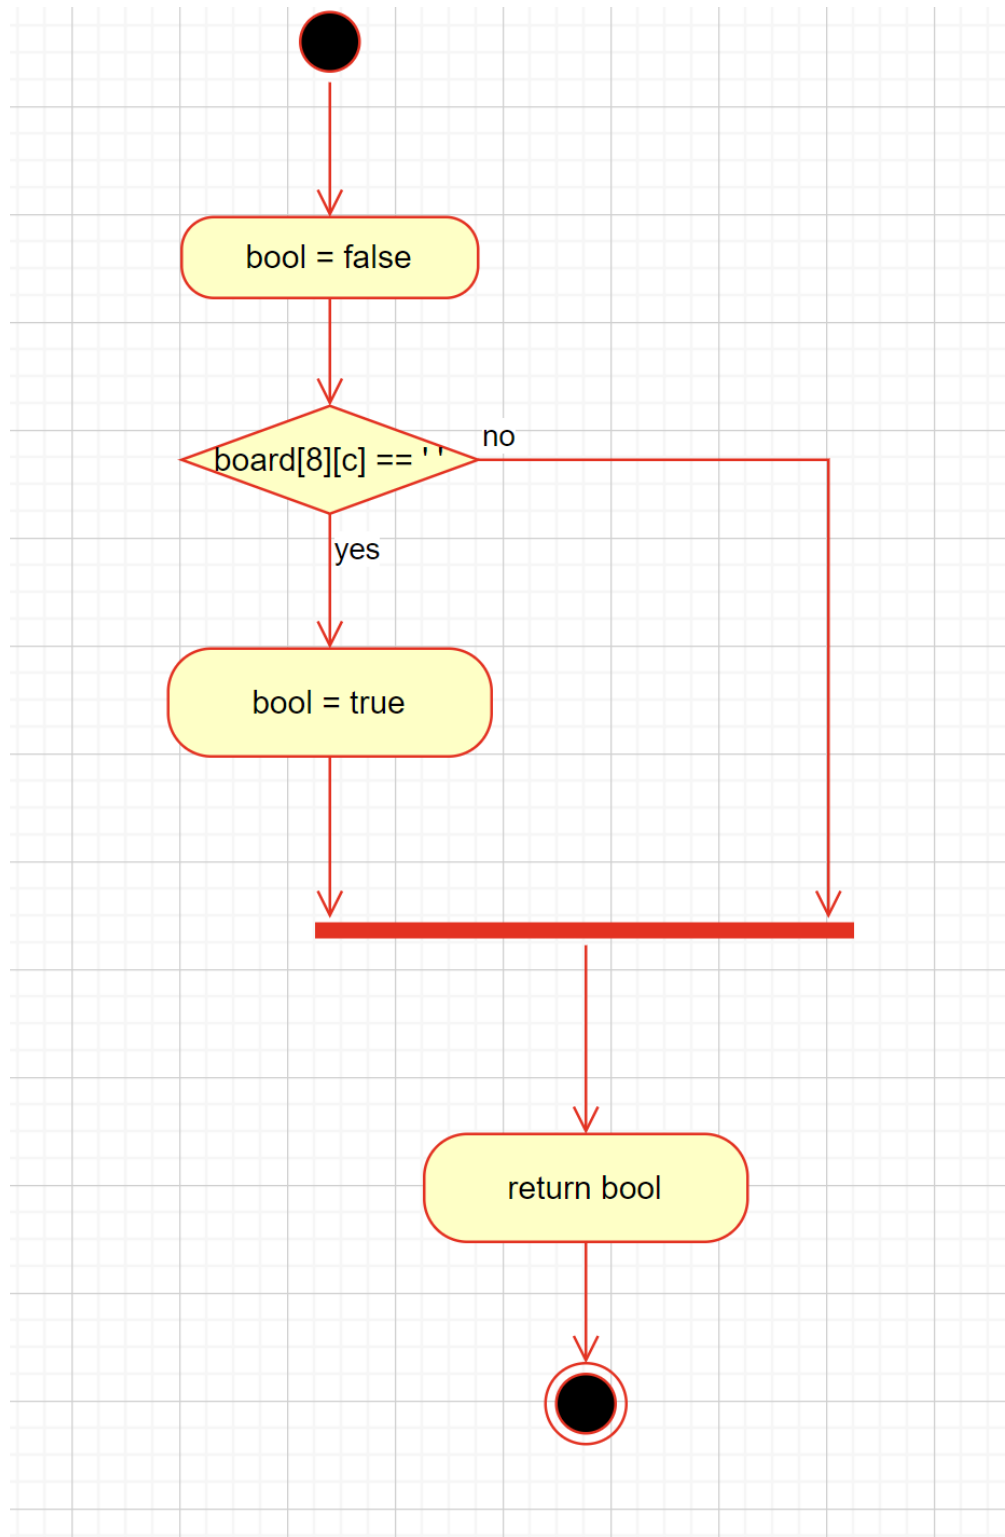 bool = false
board[8][c] == ' '
no
yes
bool = true
return bool